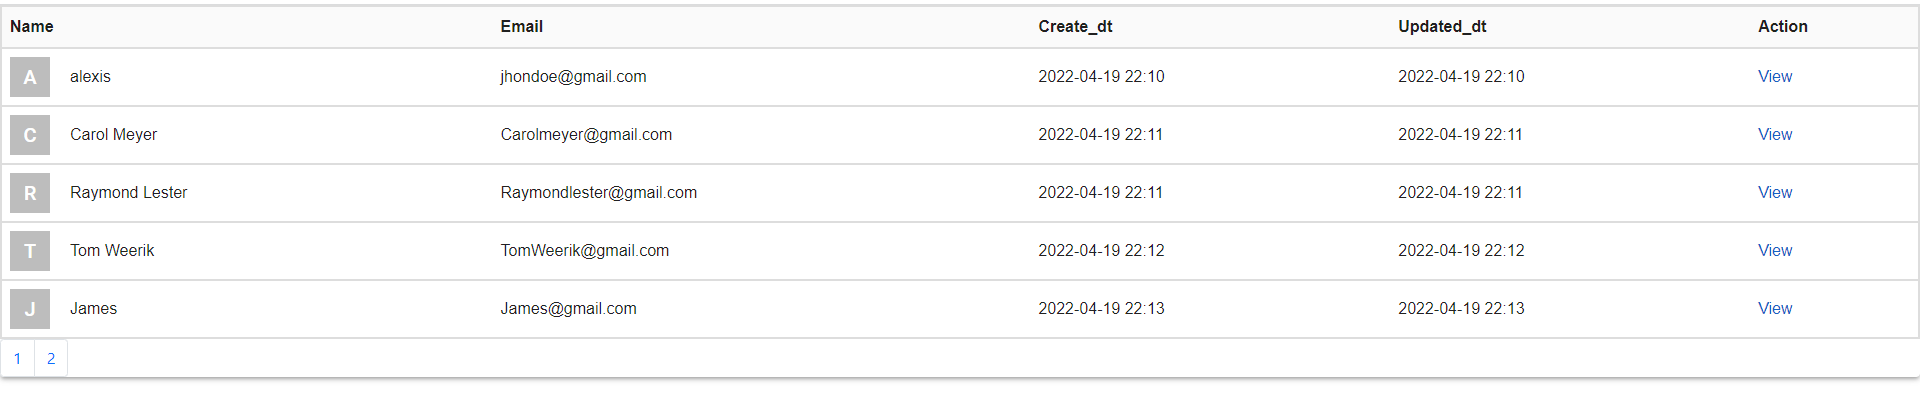 Name Email Create_dt Updated_dt Action
A alexis jhondoe@gmail.com 2022-04-19 22:10 2022-04-19 22:10 View
C Carol Meyer Carolmeyer@gmail.com 2022-04-19 22:11 2022-04-19 22:11 View
R Raymond Lester Raymondlester@gmail.com 2022-04-19 22:11 2022-04-19 22:11 View
T Tom Weerik TomWeerik@gmail.com 2022-04-19 22:12 2022-04-19 22:12 View
J James James@gmail.com 2022-04-19 22:13 2022-04-19 22:13 View
1 2